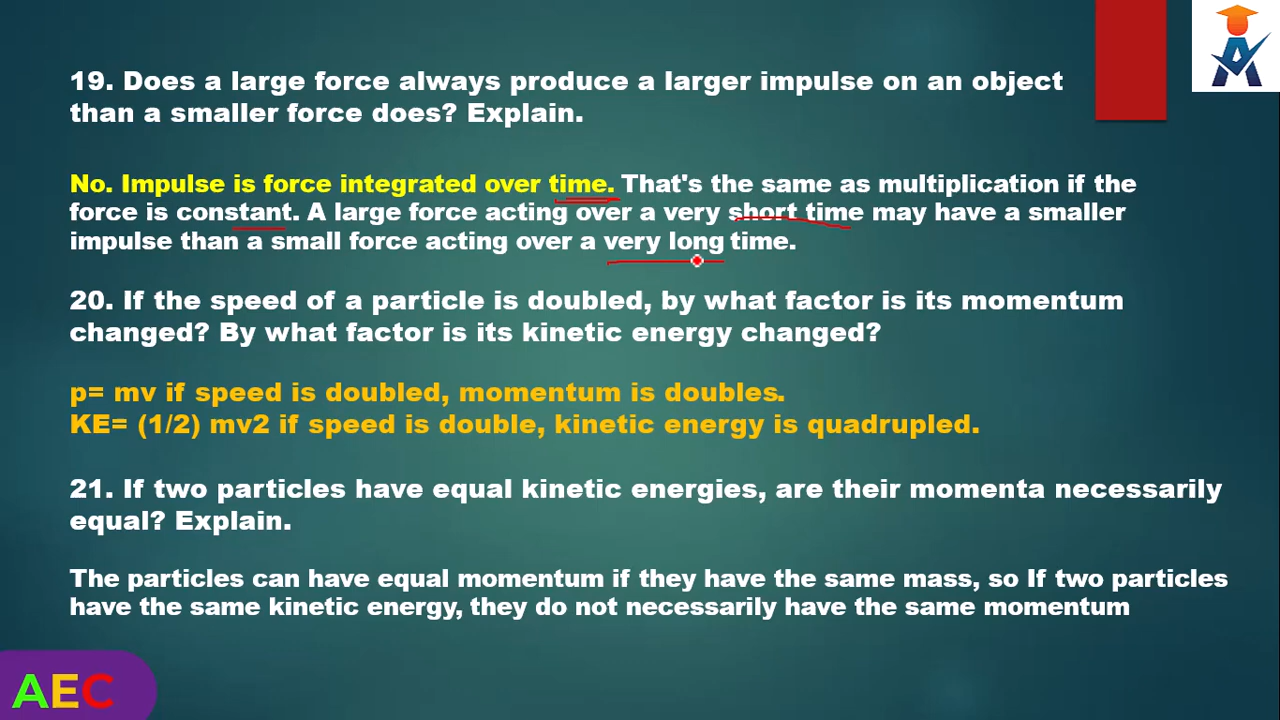 19. Does a large force always produce a larger impulse on an object
than a smaller force does? Explain.
No. Impulse is force integrated over time. That's the same as multiplication if the
force is constant. A large force acting over a very short time may have a smaller
impulse than a small force acting over a very long time.
20. If the speed of a particle is doubled, by what factor is its momentum
changed? By what factor is its kinetic energy changed?
p= mv if speed is doubled, momentum is doubles.
KE= (1/2) mv2 if speed is double, kinetic energy is quadrupled.
21. If two particles have equal kinetic energies, are their momenta necessarily
equal? Explain.
The particles can have equal momentum if they have the same mass, so If two particles
have the same kinetic energy, they do not necessarily have the same momentum
AEC